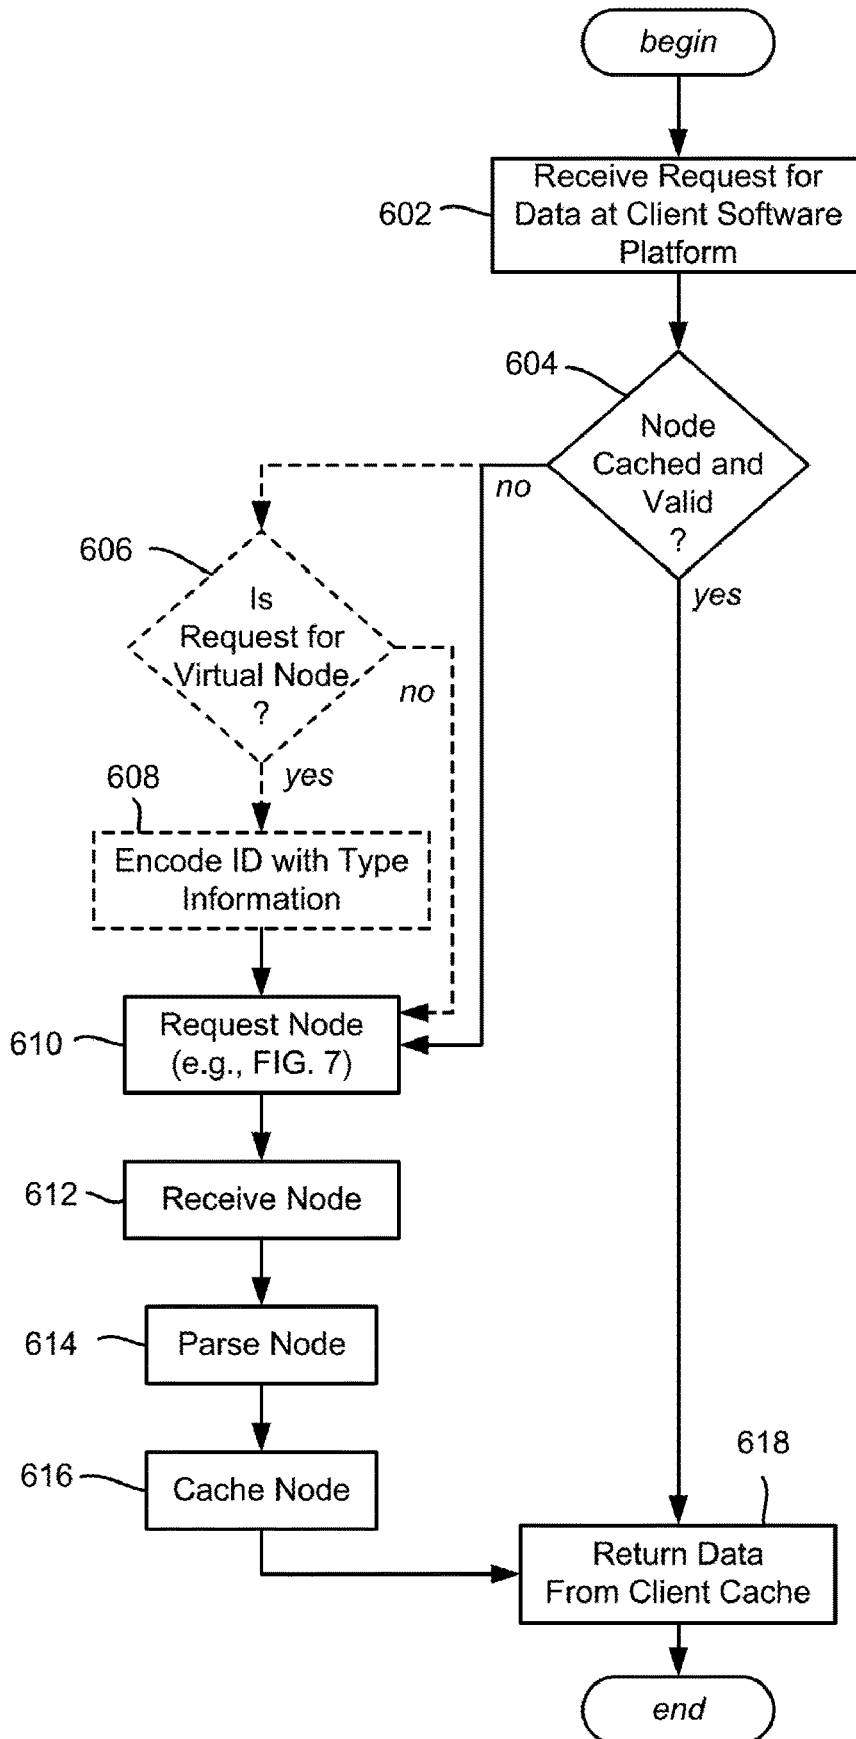 begin
602
Receive Request for
Data at Client Software
Platform
604
Node
Cached and
Valid
?
no
yes
606
Is
Request for
Virtual Node
?
no
yes
608
Encode ID with Type
Information
610
Request Node
(e.g., FIG. 7)
612
Receive Node
614
Parse Node
616
Cache Node
618
Return Data
From Client Cache
end